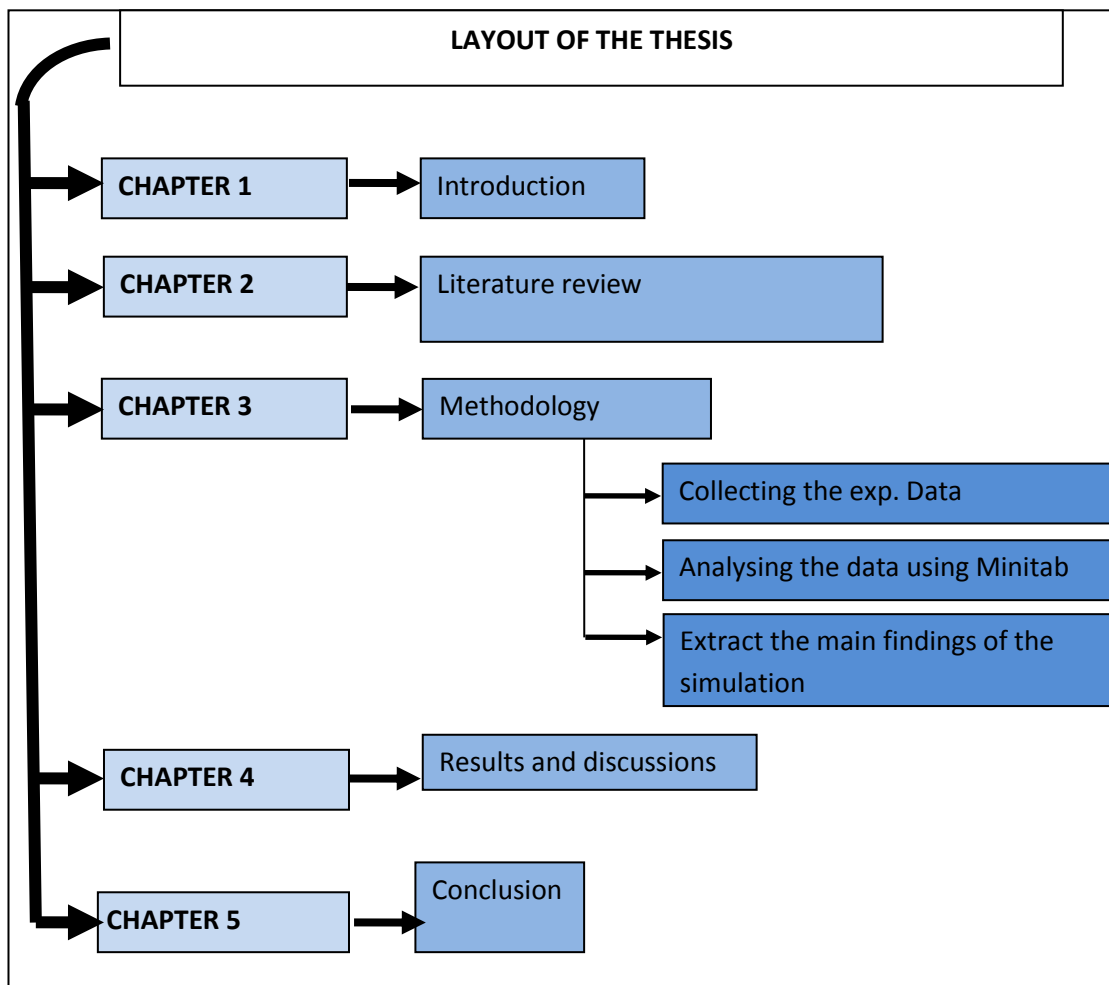 LAYOUT OF THE THESIS
CHAPTER 1
Introduction
CHAPTER 2
Literature review
CHAPTER 3
Methodology
Collecting the exp. Data
Analysing the data using Minitab
Extract the main findings of the
simulation
CHAPTER 4
Results and discussions
CHAPTER 5
Conclusion